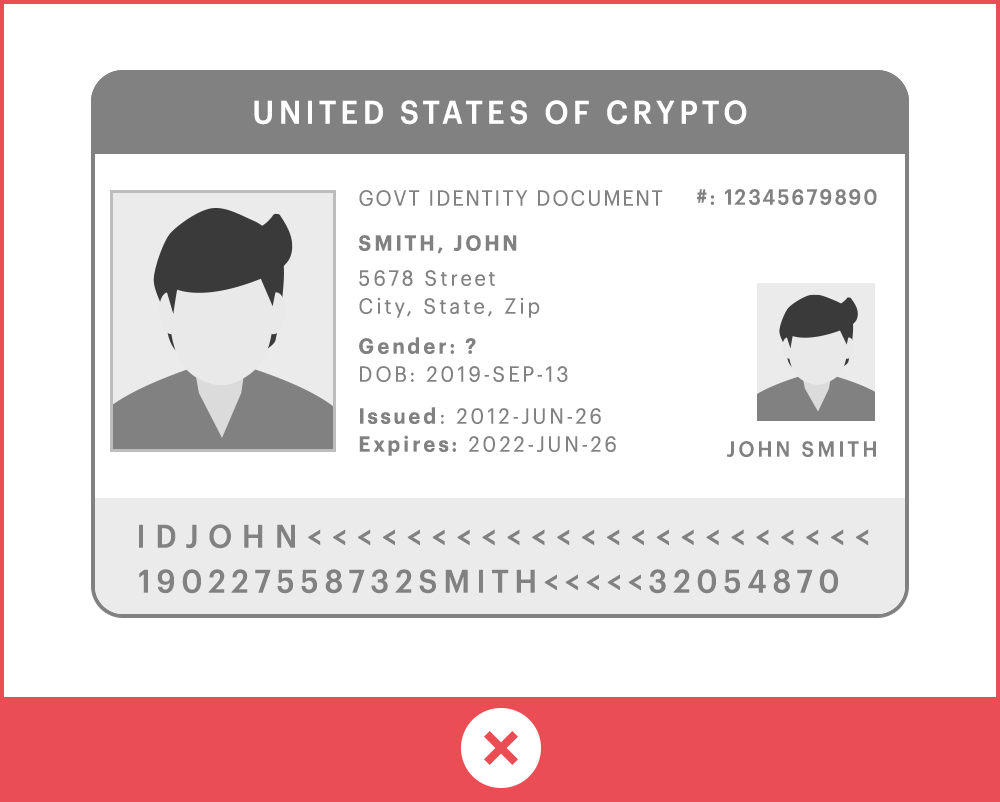 UNITED STATES OF CRYPTO
GOVT IDENTITY DOCUMENT #: 12345679890
SMITH, JOHN
5678 Street
City, State, Zip
Gender: ?
DOB: 2019-SEP-13
Issued: 2012-JUN-26
Expires: 2022-JUN-26
JOHN SMITH
IDJOHN<<<<<<<<<<<<<<<<<<<<<<<
190227558732SMITH<<<<<32054870